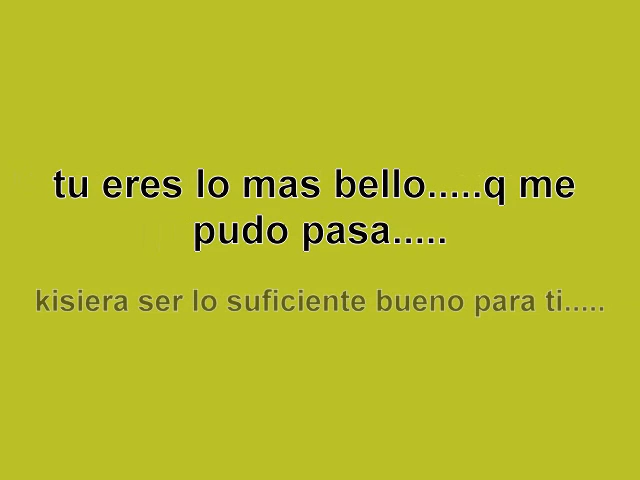 tu eres lo mas bello.....q me
pudo pasa.....
kisiera ser lo suficiente bueno para ti.....